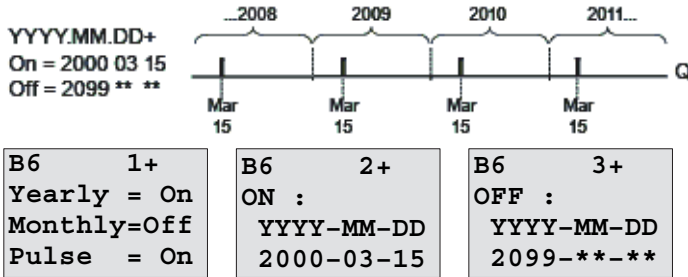 ...2008 2009 2010 2011...
YYYY.MM.DD+
On = 2000 03 15
Off = 2099 ** **
Q
Mar Mar Mar Mar
15 15 15 15
B6 1+
Yearly = On
Monthly=Off
Pulse = On
B6 2+
ON :
YYYY-MM-DD
2000-03-15
B6 3+
OFF :
YYYY-MM-DD
2099-**-**